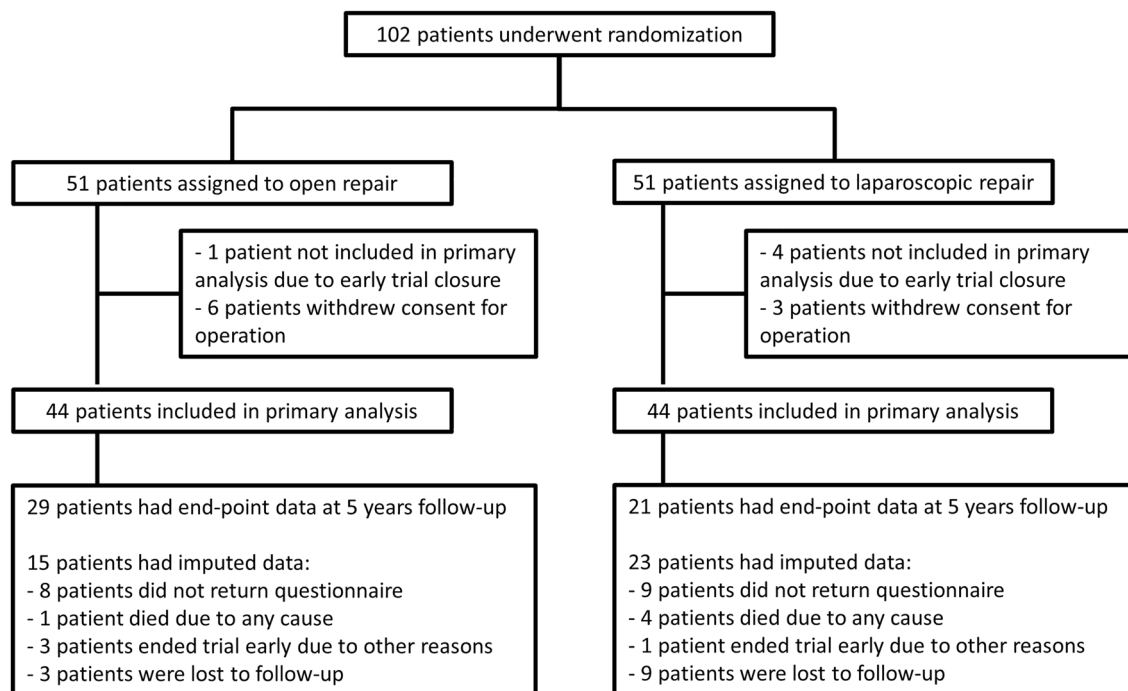 102 patients underwent randomization
51 patients assigned to open repair
51 patients assigned to laparoscopic repair
- 1 patient not included in primary
analysis due to early trial closure
- 6 patients withdrew consent for
operation
- 4 patients not included in primary
analysis due to early trial closure
- 3 patients withdrew consent for
operation
44 patients included in primary analysis
44 patients included in primary analysis
29 patients had end-point data at 5 years follow-up
15 patients had imputed data:
- 8 patients did not return questionnaire
- 1 patient died due to any cause
- 3 patients ended trial early due to other reasons
- 3 patients were lost to follow-up
21 patients had end-point data at 5 years follow-up
23 patients had imputed data:
- 9 patients did not return questionnaire
- 4 patients died due to any cause
- 1 patient ended trial early due to other reasons
- 9 patients were lost to follow-up